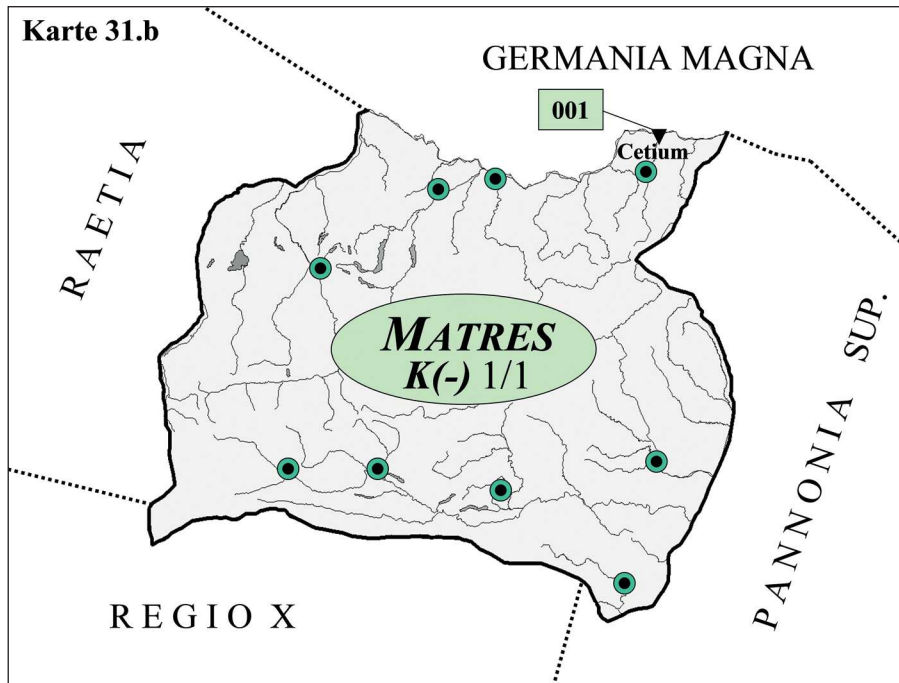 Karte 31.b
GERMANIA MAGNA
001
Cetium
RAETIA
MATRES
K(-) 1/1
PANNONIA SUP.
REGIO X